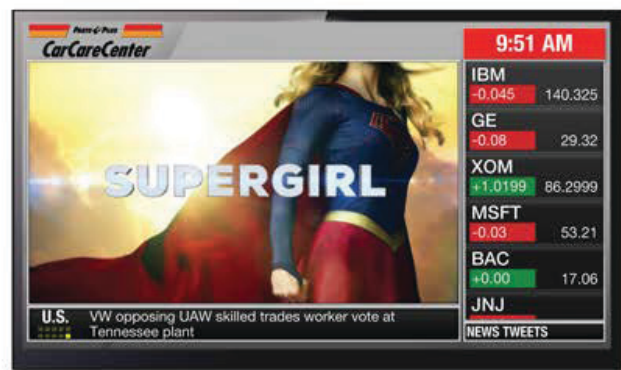 PARTS PLUS
CarCareCenter
9:51 AM
SUPERGIRL
IBM
-0.045 140.325
GE
-0.08 29.32
XOM
+1.0199 86.2999
MSFT
-0.03 53.21
BAC
+0.00 17.06
JNJ
U.S. VW opposing UAW skilled trades worker vote at
Tennessee plant
NEWS TWEETS